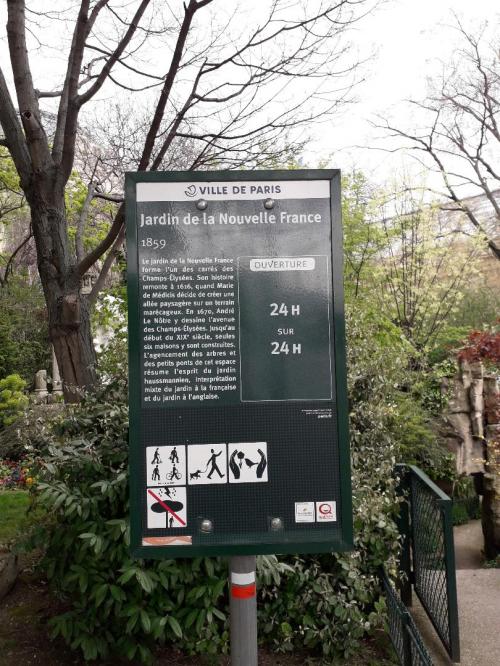 VILLE DE PARIS
Jardin de la Nouvelle France
1859
Le jardin de la Nouvelle France
forme l'un des carrés des
Champs-Élysées. Son histoire
remonte à 1616, quand Marie
de Médicis décide de créer une
allée paysagère sur un terrain
marécageux. En 1670, André
Le Nôtre y dessine l'avenue
des Champs-Élysées. Jusqu'au
début du XIXe siècle, seules
six maisons y sont construites.
L'agencement des arbres et
des petits ponts de cet espace
résume l'esprit du jardin
haussmannien, interprétation
mixte du jardin à la française
et du jardin à l'anglaise.
OUVERTURE
24 H
SUR
24 H